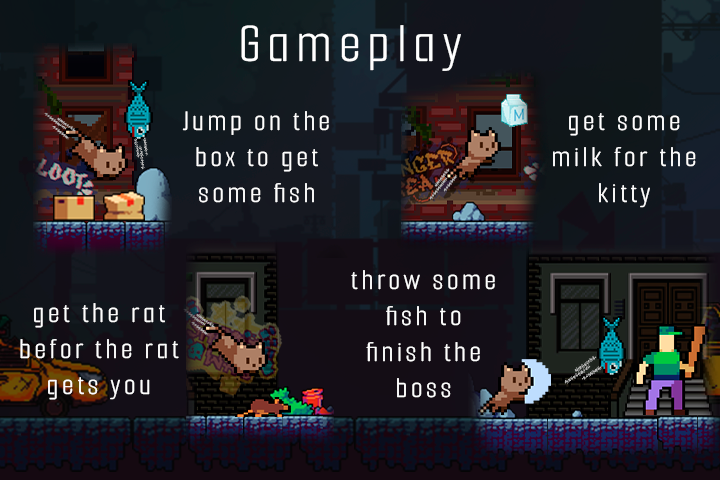 Gameplay
Jump on the
box to get
some fish
get some
milk for the
kitty
M
get the rat
befor the rat
gets you
throw some
fish to
finish the
boss